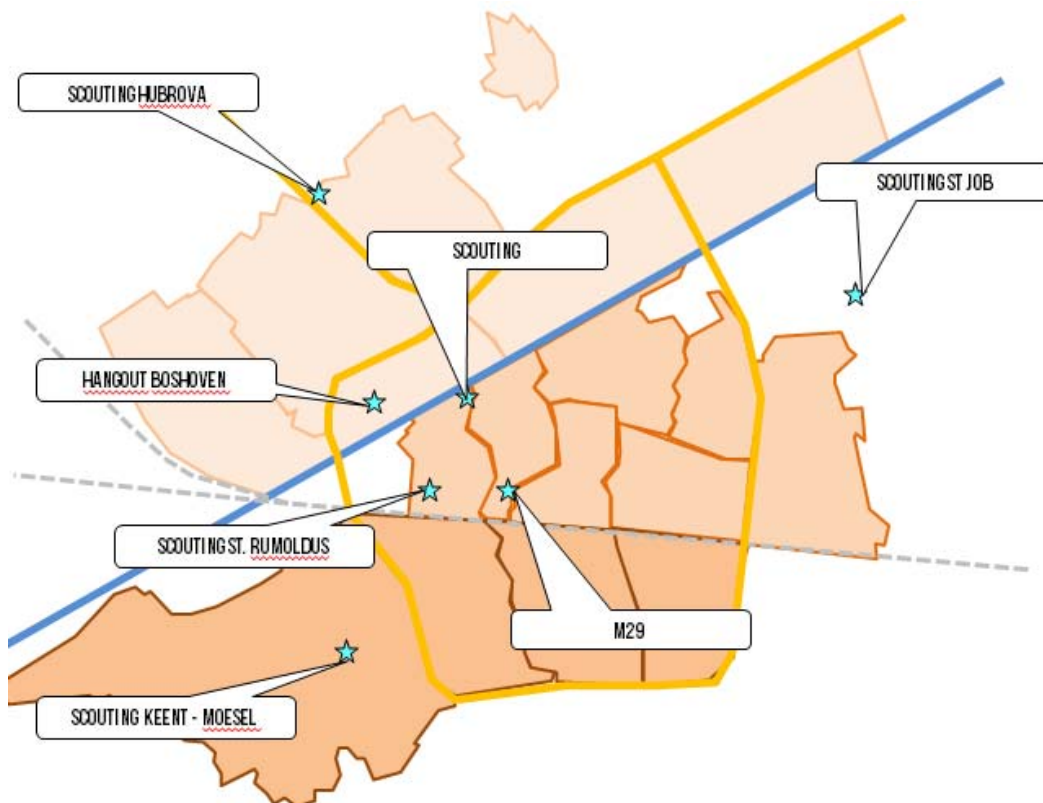 SCOUTING HUBROVA
SCOUTING ST JOB
SCOUTING
HANGOUT BOSHOVEN
SCOUTING ST. RUMOLDUS
M29
SCOUTING KEENT - MOESEL